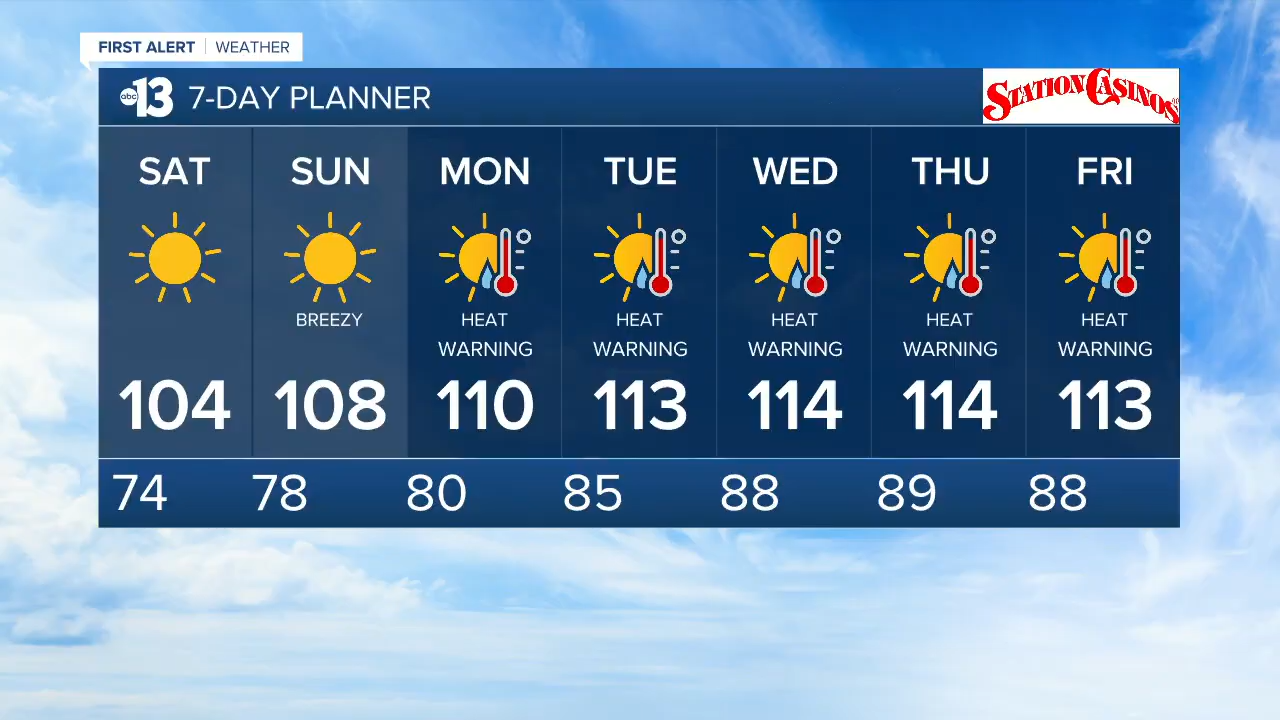 FIRST ALERT | WEATHER
abc 13 7-DAY PLANNER
STATION CASINOS
SAT SUN MON TUE WED THU FRI
BREEZY HEAT HEAT HEAT HEAT HEAT
WARNING WARNING WARNING WARNING WARNING
104 108 110 113 114 114 113
74 78 80 85 88 89 88